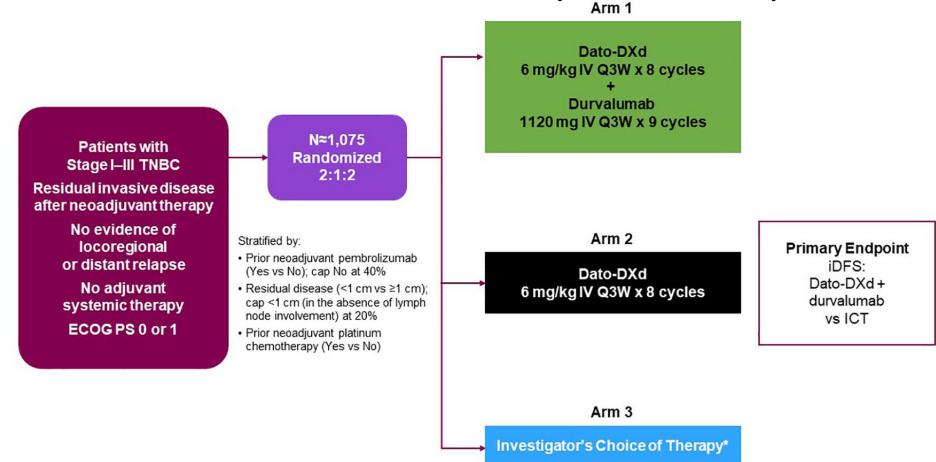 Arm 1
Dato-DXd
6 mg/kg IV Q3W x 8 cycles
+
Durvalumab
1120 mg IV Q3W x 9 cycles
Patients with
Stage I–III TNBC
Residual invasive disease
after neoadjuvant therapy
No evidence of
locoregional
or distant relapse
No adjuvant
systemic therapy
ECOG PS 0 or 1
N≈1,075
Randomized
2:1:2
Stratified by:
• Prior neoadjuvant pembrolizumab
(Yes vs No); cap No at 40%
• Residual disease (<1 cm vs ≥1 cm);
cap <1 cm (in the absence of lymph
node involvement) at 20%
• Prior neoadjuvant platinum
chemotherapy (Yes vs No)
Arm 2
Dato-DXd
6 mg/kg IV Q3W x 8 cycles
Primary Endpoint
iDFS:
Dato-DXd +
durvalumab
vs ICT
Arm 3
Investigator's Choice of Therapy*